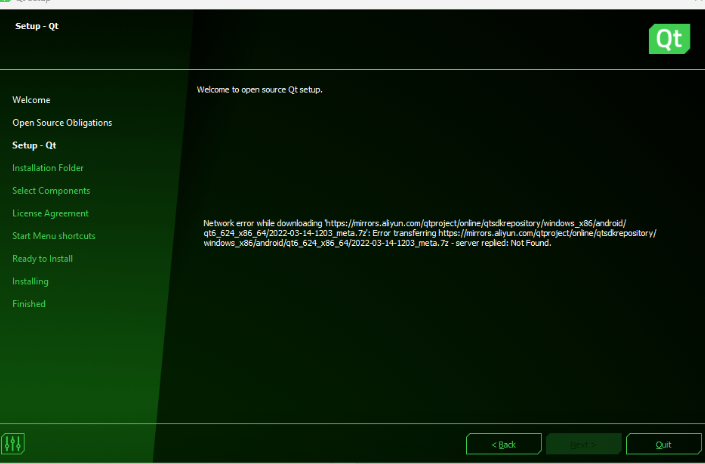 Setup - Qt
Qt
Welcome to open source Qt setup.
Welcome
Open Source Obligations
Setup - Qt
Installation Folder
Select Components
License Agreement
Start Menu shortcuts
Ready to Install
Installing
Finished
Network error while downloading 'https://mirrors.aliyun.com/qtproject/online/qtsdkrepository/windows_x86/android/
qt6_624_x86_64/2022-03-14-1203_meta.7z': Error transferring https://mirrors.aliyun.com/qtproject/online/qtsdkrepository/
windows_x86/android/qt6_624_x86_64/2022-03-14-1203_meta.7z - server replied: Not Found.
< Back
Next >
Quit